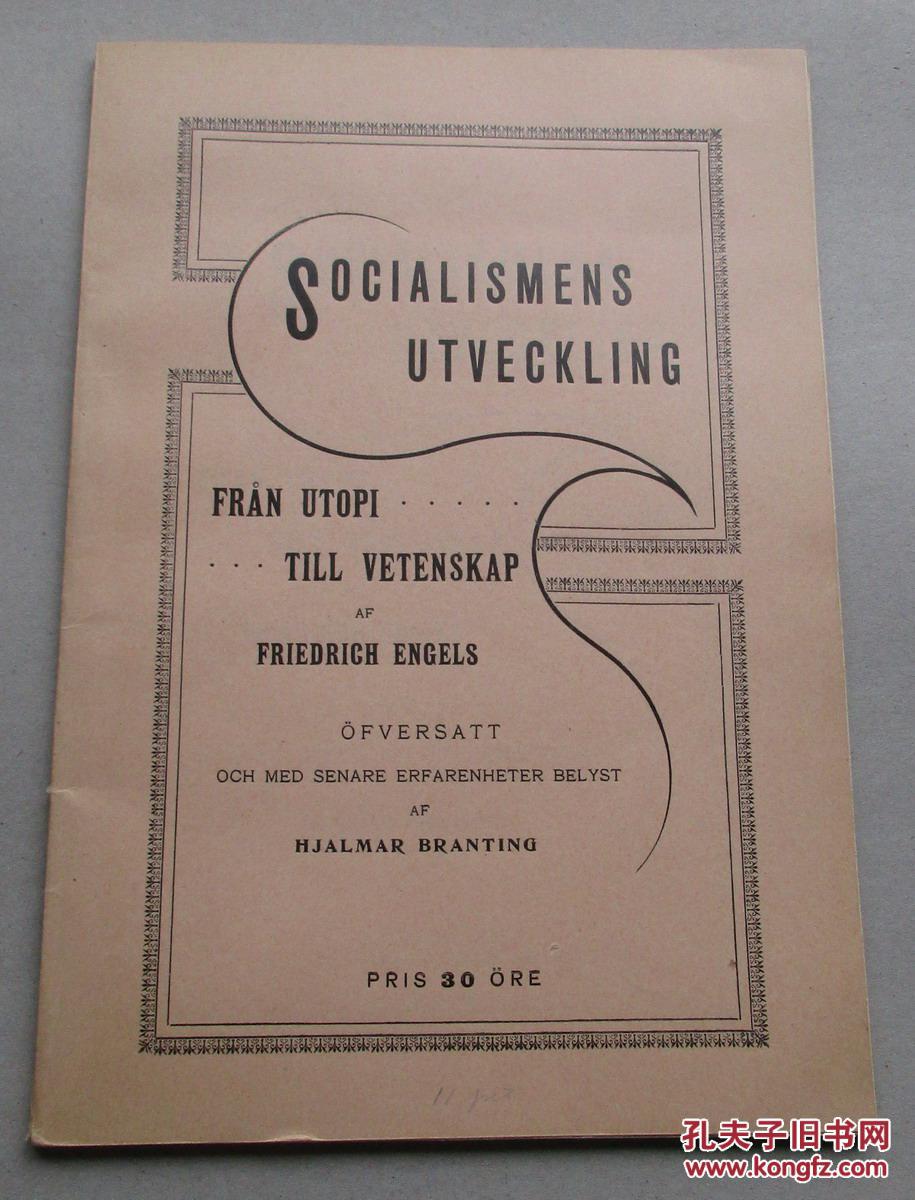 SOCIALISMENS
UTVECKLING
FRÅN UTOPI . . . . .
. . . TILL VETENSKAP
AF
FRIEDRICH ENGELS
ÖFVERSATT
OCH MED SENARE ERFARENHETER BELYST
AF
HJALMAR BRANTING
PRIS 30 ÖRE
孔夫子旧书网
www.kongfz.com